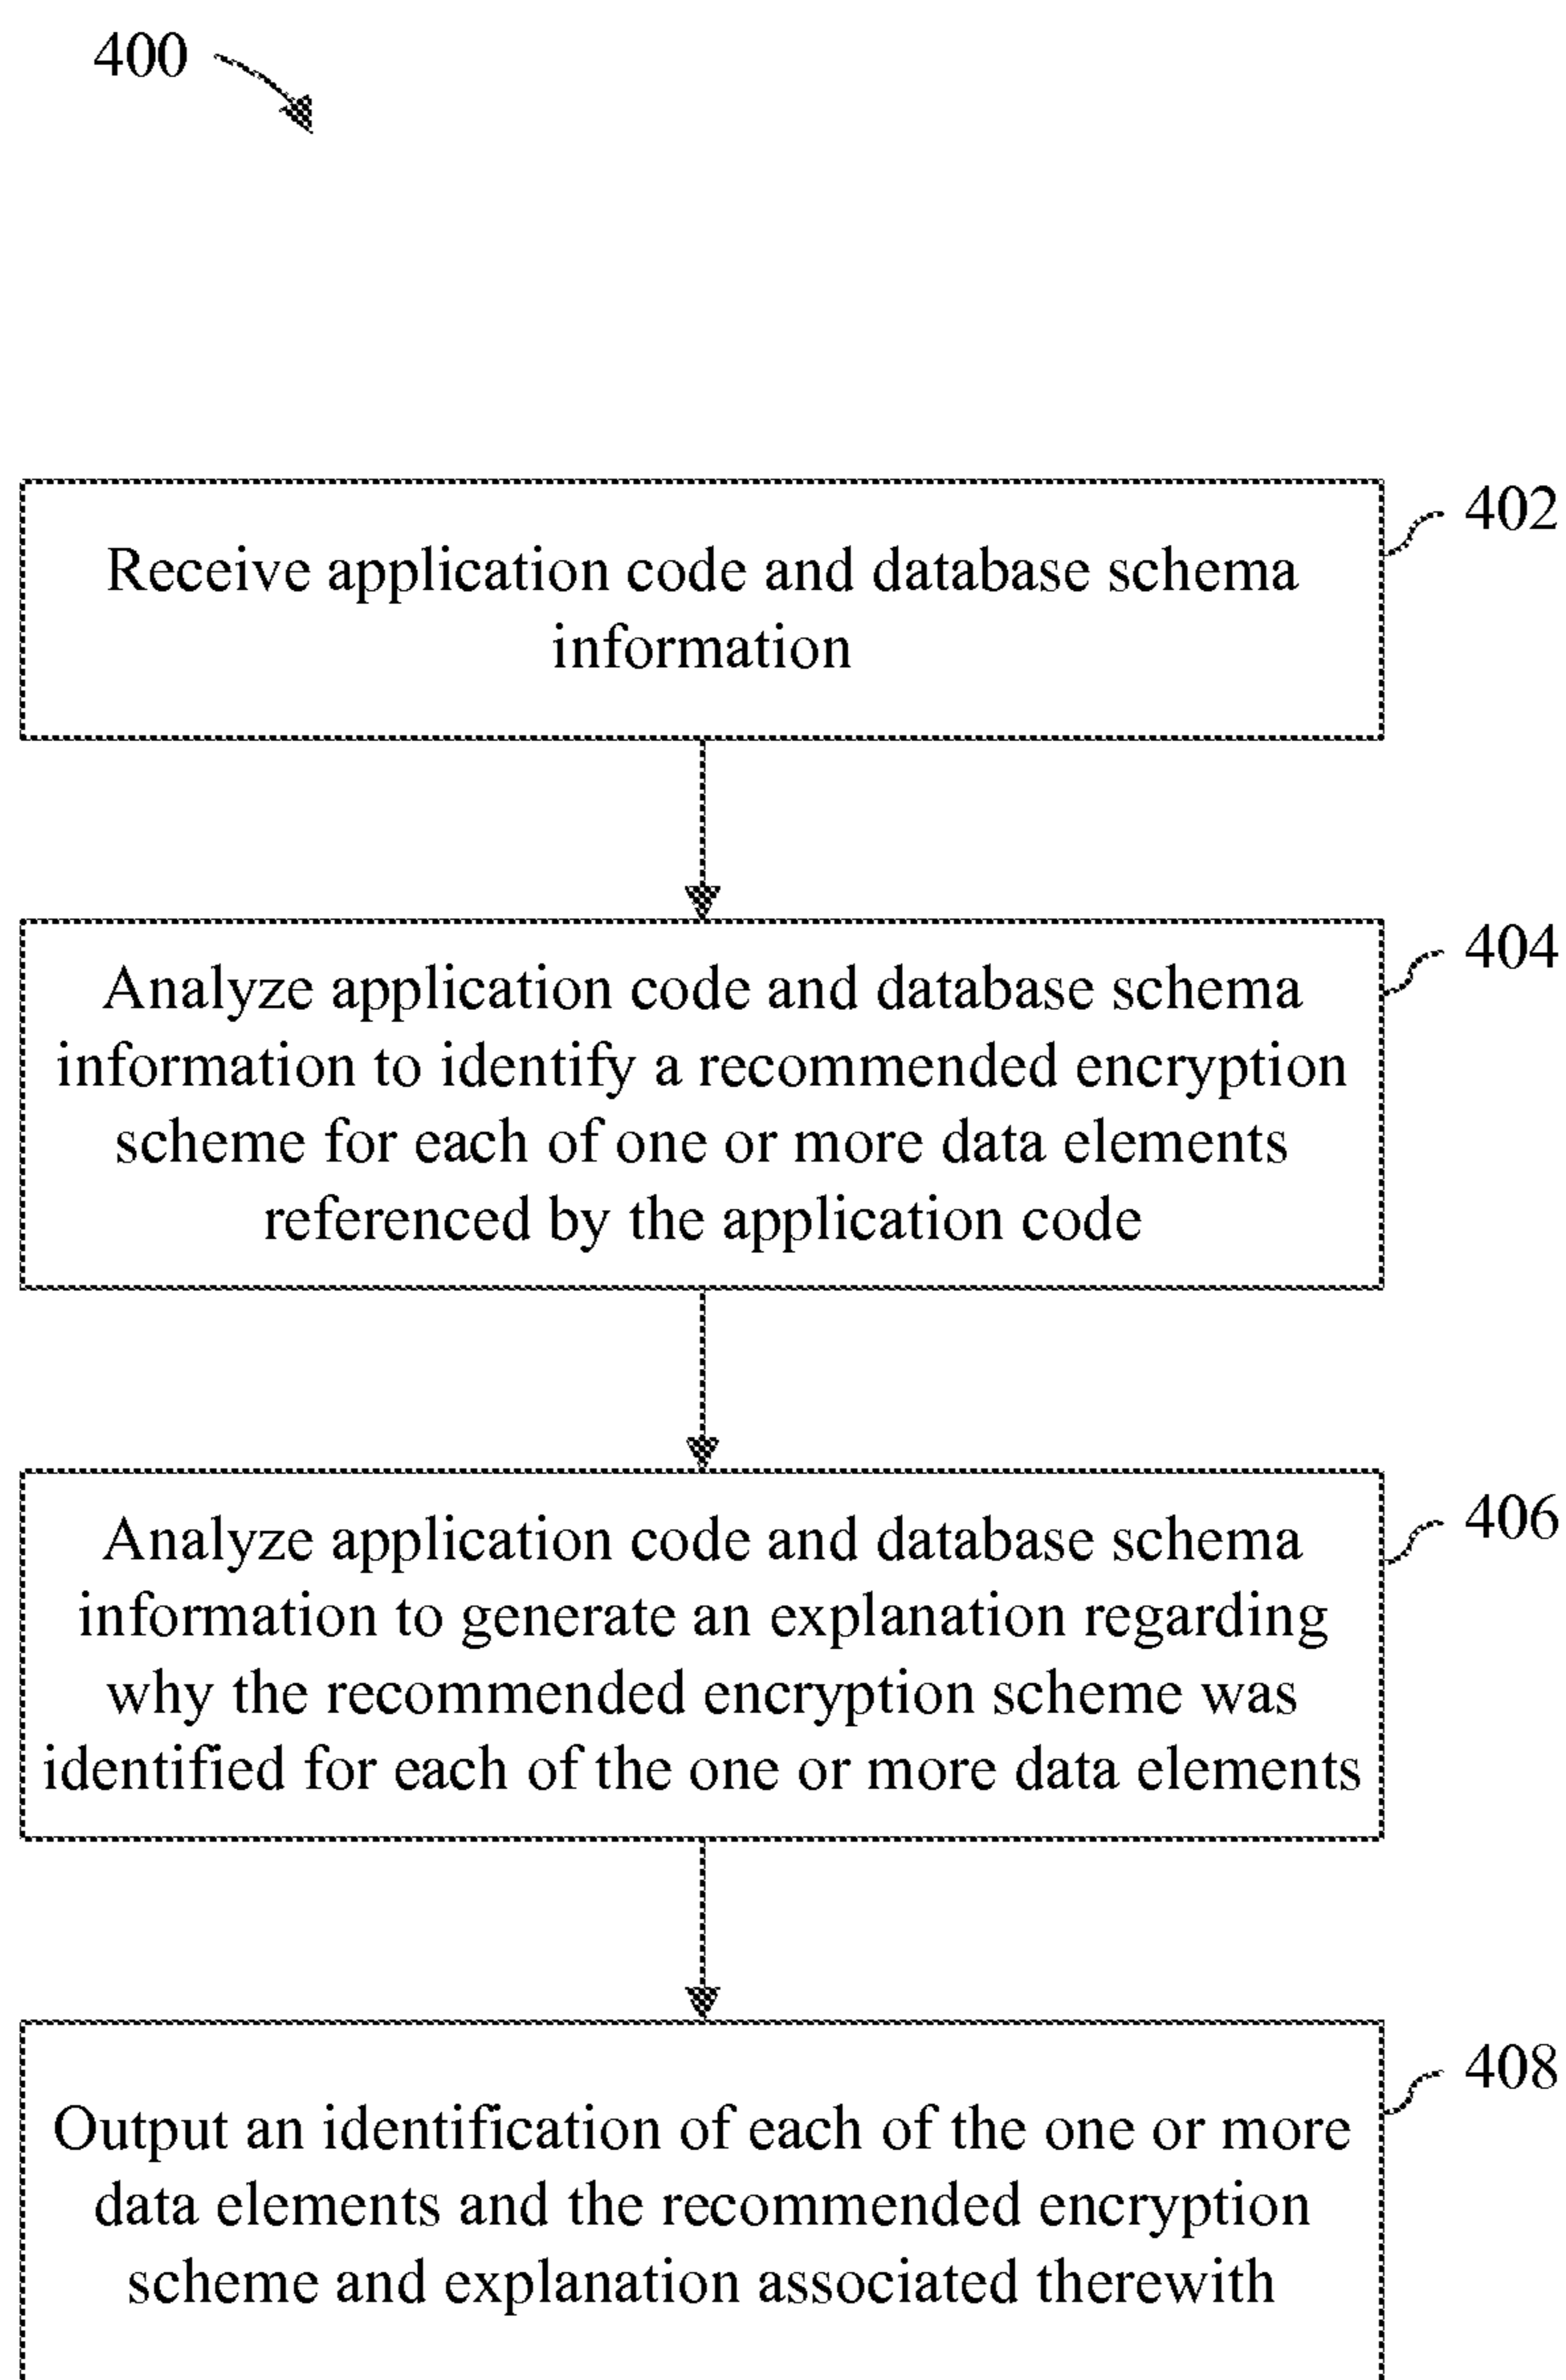 400
402
Receive application code and database schema
information
404
Analyze application code and database schema
information to identify a recommended encryption
scheme for each of one or more data elements
referenced by the application code
406
Analyze application code and database schema
information to generate an explanation regarding
why the recommended encryption scheme was
identified for each of the one or more data elements
408
Output an identification of each of the one or more
data elements and the recommended encryption
scheme and explanation associated therewith